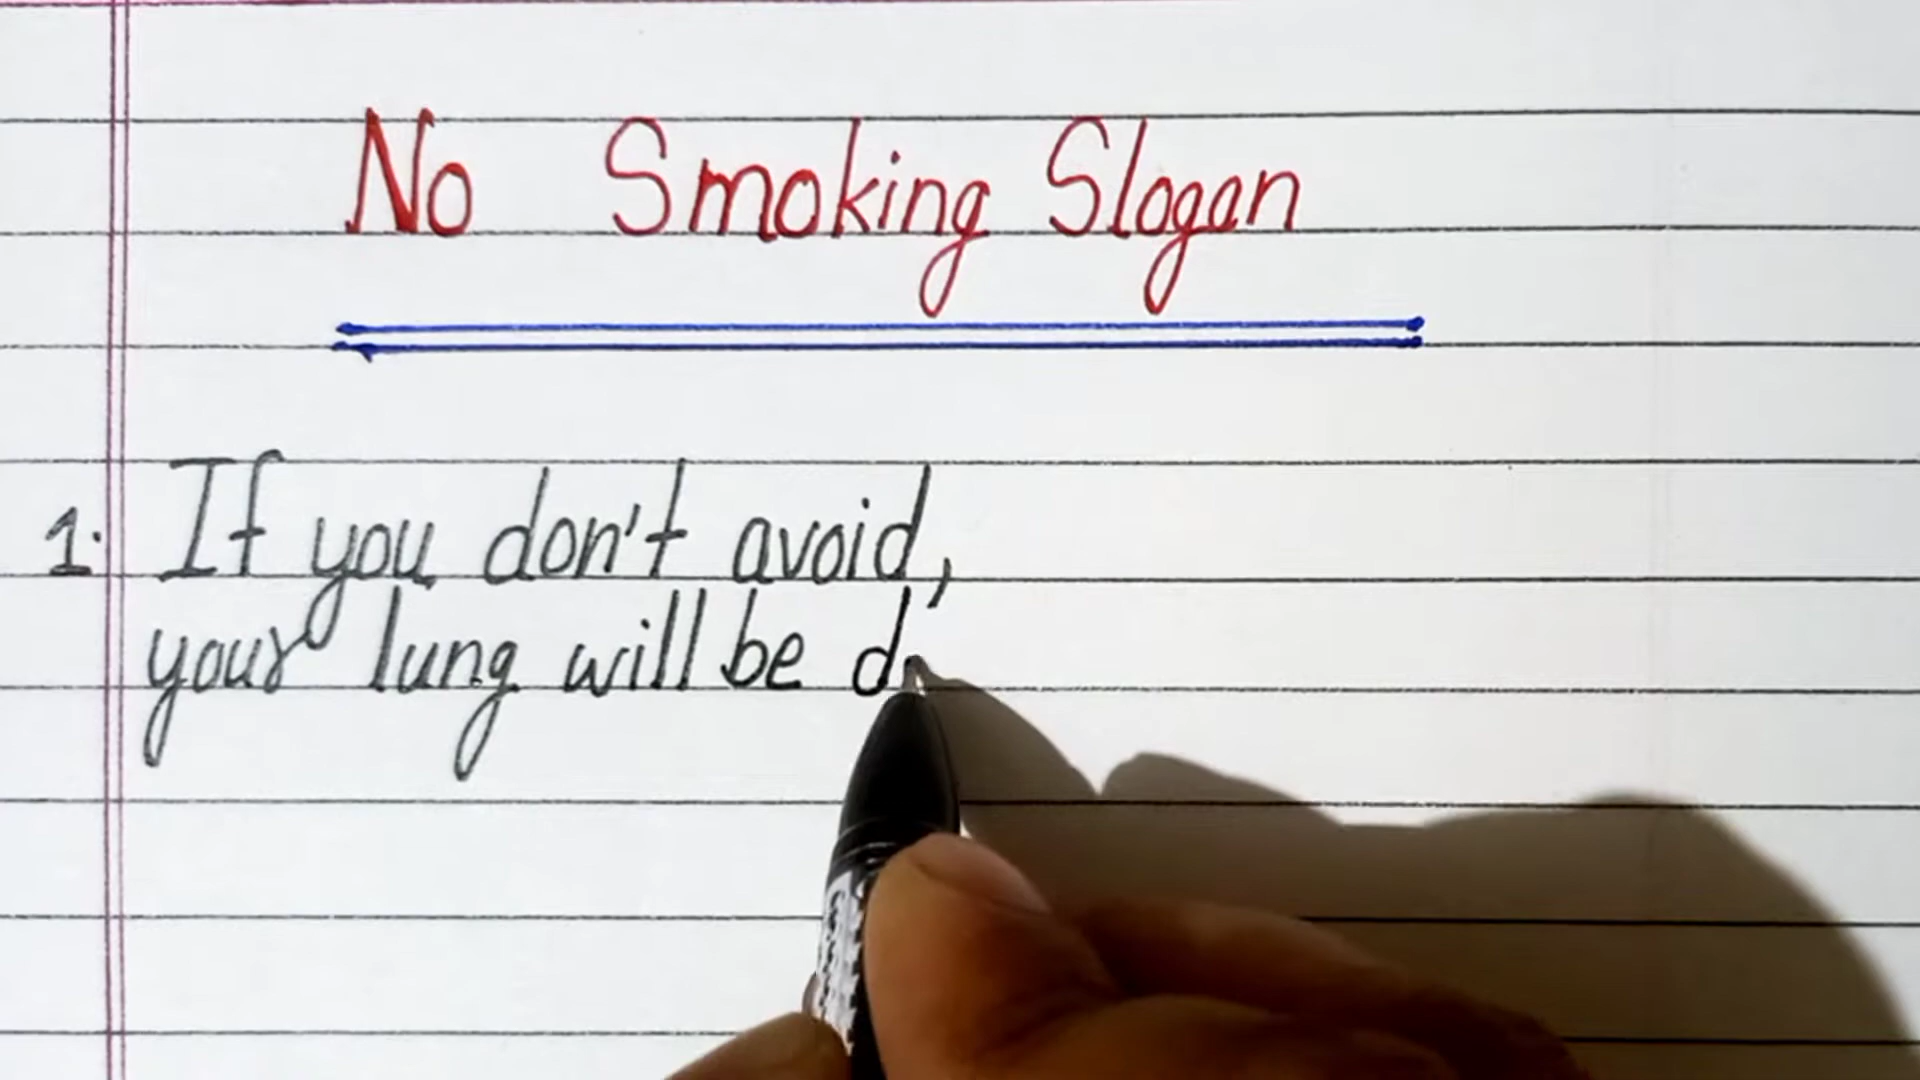 No Smoking Slogan
1. If you don't avoid,
your lung will be d